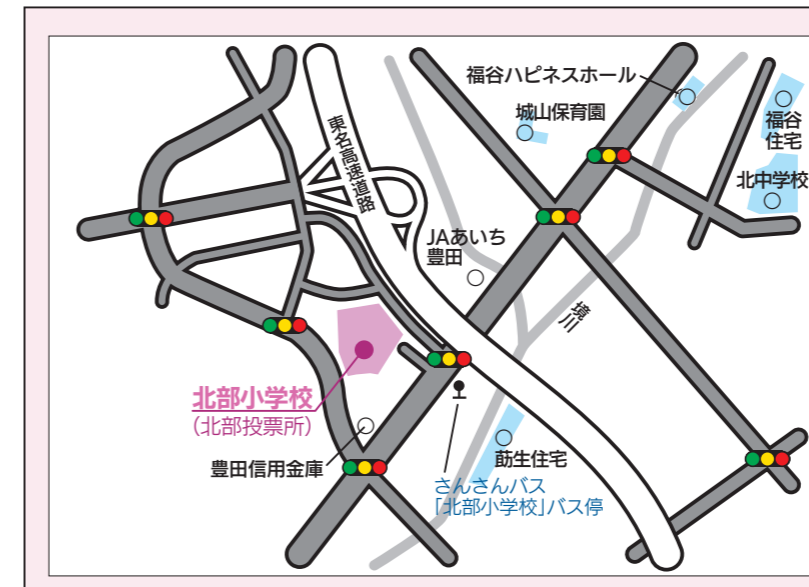 福谷ハピネスホール
城山保育園
福谷
住宅
北中学校
東名高速道路
JAあいち
豊田
境川
北部小学校
(北部投票所)
豊田信用金庫
莇生住宅
さんさんバス
「北部小学校」バス停